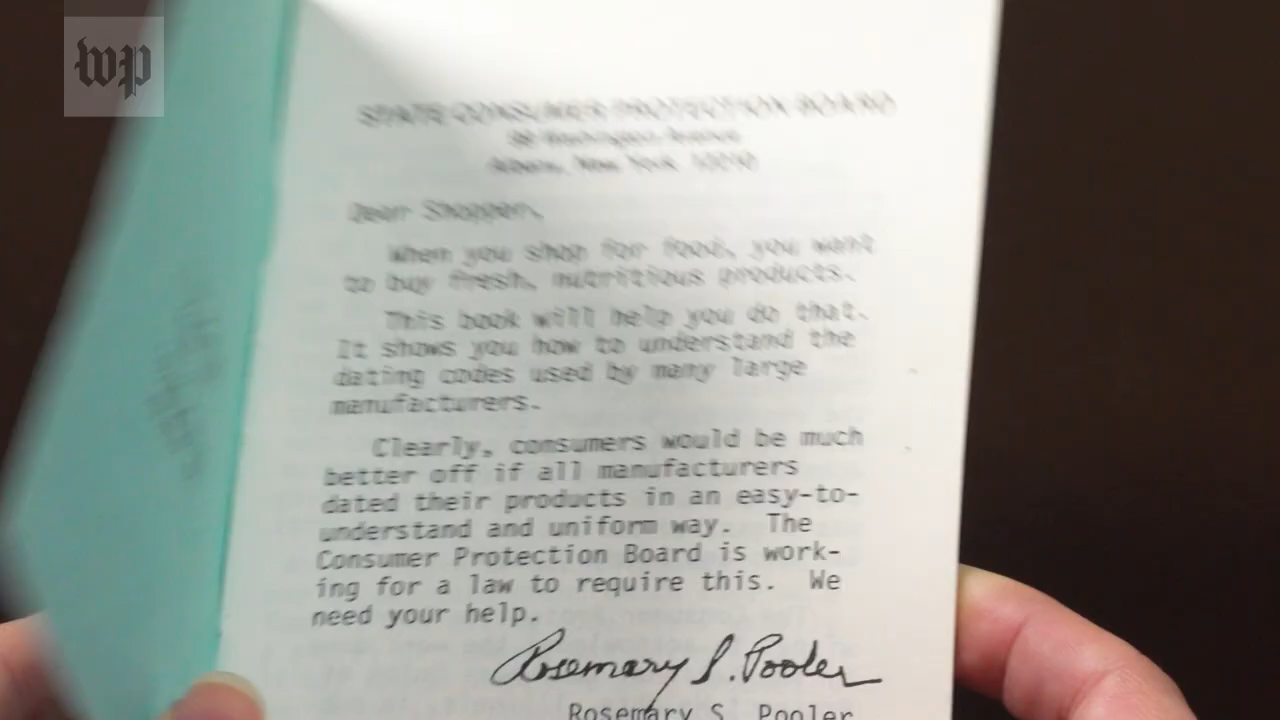 wp
STATE CONSUMER PROTECTION BOARD
99 Washington Avenue
Albany, New York
Dear Shopper,
When you shop for food, you want
to buy fresh, nutritious products.
This book will help you do that.
It shows you how to understand the
dating codes used by many large
manufacturers.
Clearly, consumers would be much
better off if all manufacturers
dated their products in an easy-to-
understand and uniform way. The
Consumer Protection Board is work-
ing for a law to require this. We
need your help.
Rosemary S. Pooler
Rosemary S. Pooler